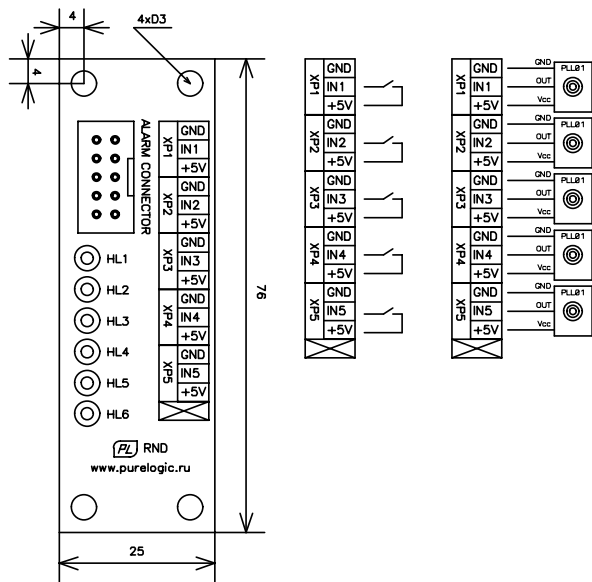 4
4xD3
4
ALARM CONNECTOR
XP1
GND
IN1
+5V
XP2
GND
IN2
+5V
XP3
GND
IN3
+5V
XP4
GND
IN4
+5V
XP5
GND
IN5
+5V
HL1
HL2
HL3
HL4
HL5
HL6
PL RND
www.purelogic.ru
76
25
XP1
GND
IN1
+5V
XP2
GND
IN2
+5V
XP3
GND
IN3
+5V
XP4
GND
IN4
+5V
XP5
GND
IN5
+5V
XP1
GND
IN1
+5V
XP2
GND
IN2
+5V
XP3
GND
IN3
+5V
XP4
GND
IN4
+5V
XP5
GND
IN5
+5V
GND
OUT
Vcc
PLL01
GND
OUT
Vcc
PLL01
GND
OUT
Vcc
PLL01
GND
OUT
Vcc
PLL01
GND
OUT
Vcc
PLL01